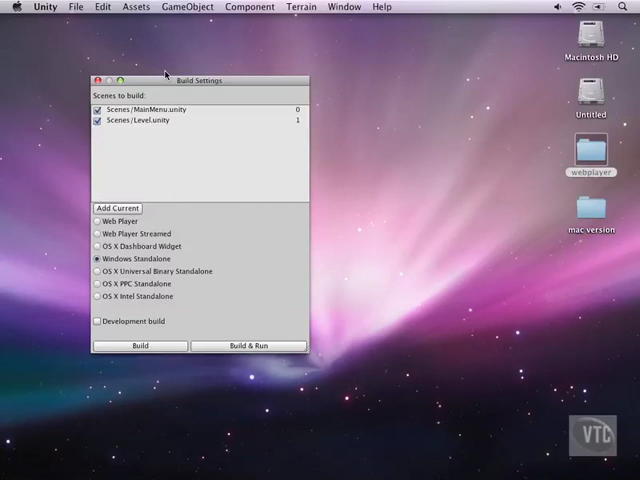 Unity File Edit Assets GameObject Component Terrain Window Help
Build Settings
Scenes to build:
Scenes/MainMenu.unity 0
Scenes/Level.unity 1
Add Current
Web Player
Web Player Streamed
OS X Dashboard Widget
Windows Standalone
OS X Universal Binary Standalone
OS X PPC Standalone
OS X Intel Standalone
Development build
Build Build & Run
Macintosh HD
Untitled
webplayer
mac version
VTC